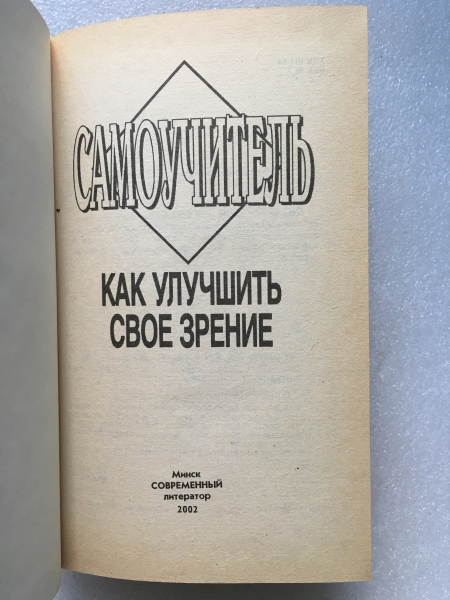 САМОУЧИТЕЛЬ
КАК УЛУЧШИТЬ
СВОЕ ЗРЕНИЕ
Минск
СОВРЕМЕННЫЙ
литератор
2002